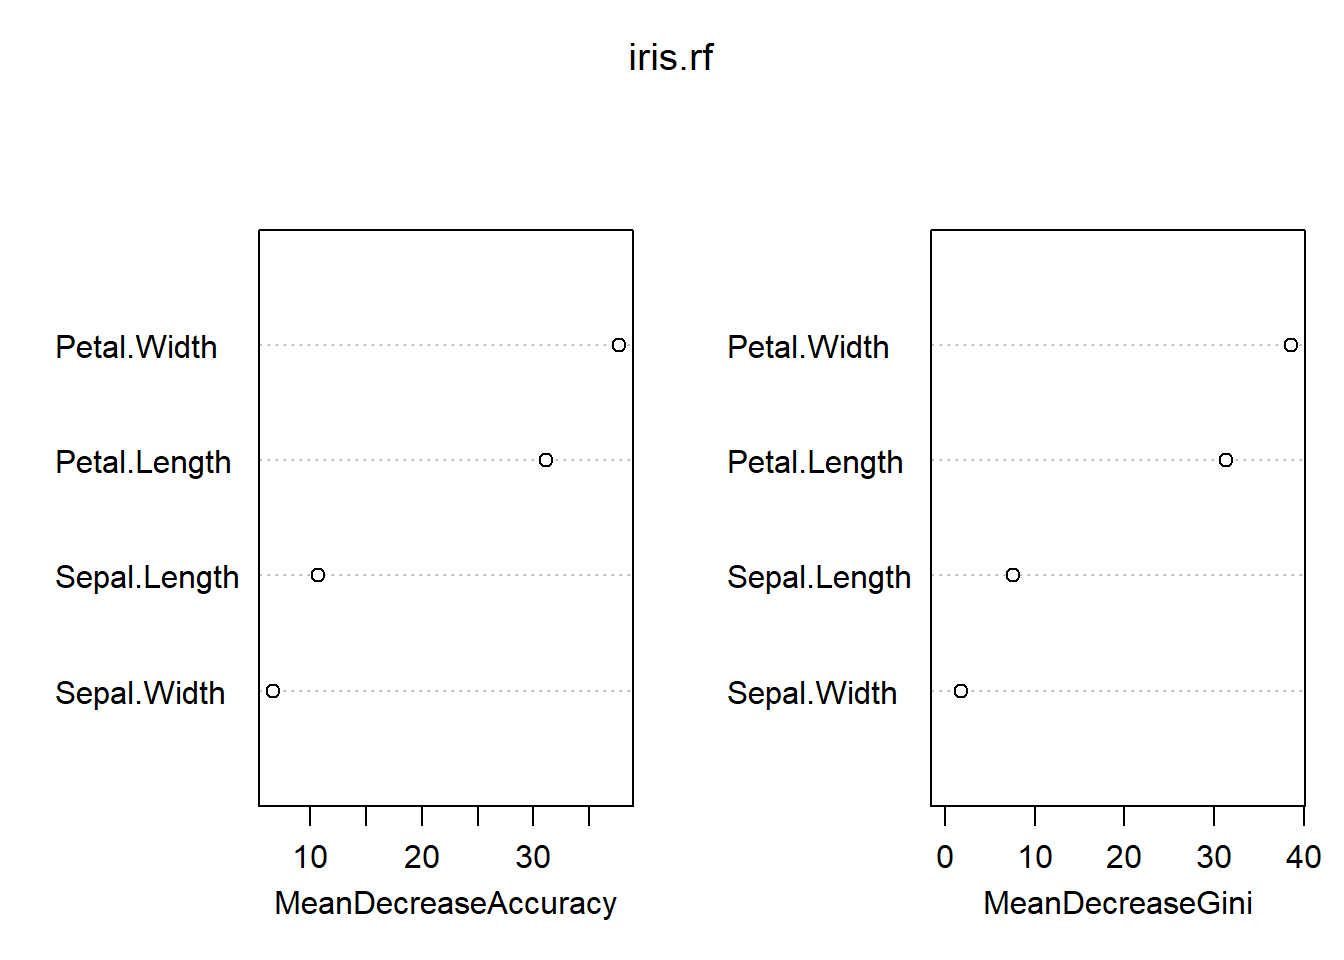 iris.rf
Petal.Width
Petal.Length
Sepal.Length
Sepal.Width
10 20 30
MeanDecreaseAccuracy
Petal.Width
Petal.Length
Sepal.Length
Sepal.Width
0 10 20 30 40
MeanDecreaseGini